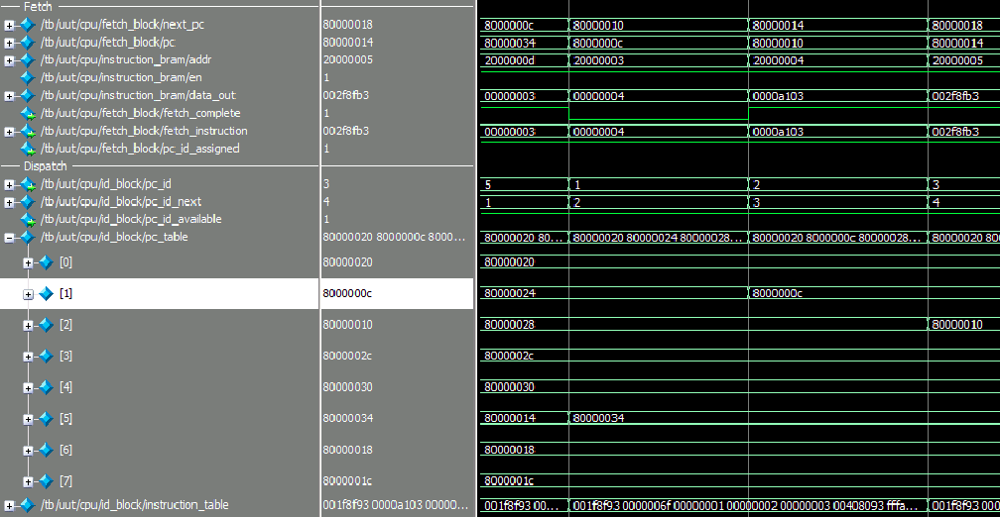 Fetch
/tb/uut/cpu/fetch_block/next_pc 80000018 8000000c 80000010 80000014 80000018
/tb/uut/cpu/fetch_block/pc 80000014 80000034 8000000c 80000010 80000014
/tb/uut/cpu/instruction_bram/addr 20000005 2000000d 20000003 20000004 20000005
/tb/uut/cpu/instruction_bram/en 1
/tb/uut/cpu/instruction_bram/data_out 002f8fb3 00000003 00000004 0000a103 002f8fb3
/tb/uut/cpu/fetch_block/fetch_complete 1
/tb/uut/cpu/fetch_block/fetch_instruction 002f8fb3 00000003 00000004 0000a103 002f8fb3
/tb/uut/cpu/fetch_block/pc_id_assigned 1
Dispatch
/tb/uut/cpu/id_block/pc_id 3 5 1 2 3
/tb/uut/cpu/id_block/pc_id_next 4 1 2 3 4
/tb/uut/cpu/id_block/pc_id_available 1
/tb/uut/cpu/id_block/pc_table 80000020 8000000c 8000... 80000020 80... 80000020 80000024 80000028... 80000020 8000000c 80000028... 80000020 800
[0] 80000020 80000020
[1] 8000000c 80000024 8000000c
[2] 80000010 80000028 80000010
[3] 8000002c 8000002c
[4] 80000030 80000030
[5] 80000034 80000014 80000034
[6] 80000018 80000018
[7] 8000001c 8000001c
/tb/uut/cpu/id_block/instruction_table 001f8f93 0000a103 00000... 001f8f93 00... 001f8f93 0000006f 00000001 00000002 00000003 00408093 fffa... 001f8f93 000